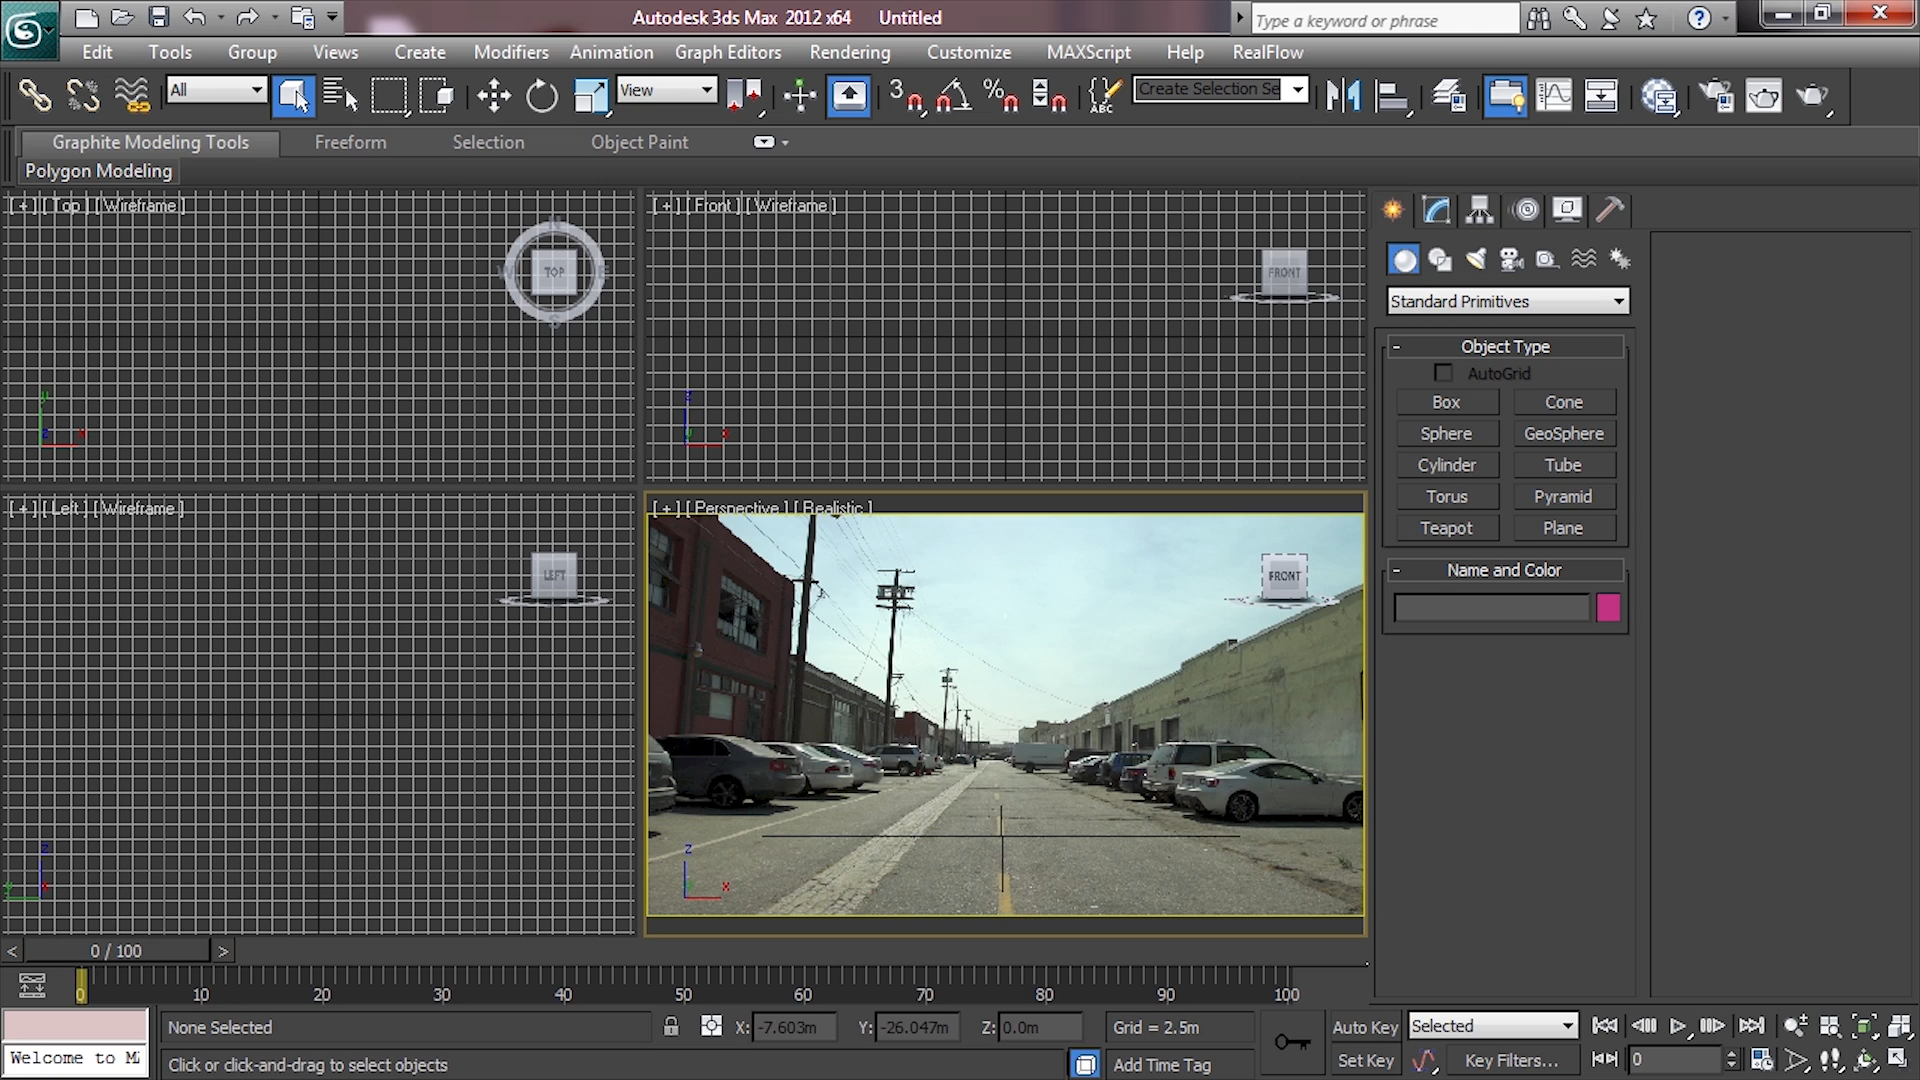 Autodesk 3ds Max 2012 x64 Untitled
Type a keyword or phrase
Edit Tools Group Views Create Modifiers Animation Graph Editors Rendering Customize MAXScript Help RealFlow
All View 3 % ABC Create Selection Se
Graphite Modeling Tools Freeform Selection Object Paint
Polygon Modeling
[ + ] [ Top ] [ Wireframe ]
TOP
N
W
E
S
y
z
x
[ + ] [ Front ] [ Wireframe ]
FRONT
z
y
x
[ + ] [ Left ] [ Wireframe ]
LEFT
z
y
x
[ + ] [ Perspective ] [ Realistic ]
FRONT
z
x
Standard Primitives
- Object Type
AutoGrid
Box Cone
Sphere GeoSphere
Cylinder Tube
Torus Pyramid
Teapot Plane
- Name and Color
< 0 / 100 >
0 10 20 30 40 50 60 70 80 90 100
None Selected X: -7.603m Y: -26.047m Z: 0.0m Grid = 2.5m Auto Key Selected
Welcome to M
Click or click-and-drag to select objects Add Time Tag Set Key Key Filters... 0